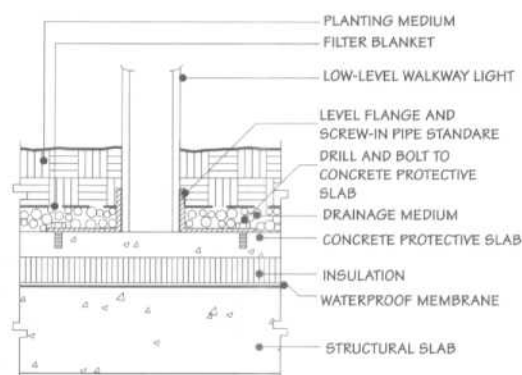 PLANTING MEDIUM
FILTER BLANKET
LOW-LEVEL WALKWAY LIGHT
LEVEL FLANGE AND
SCREW-IN PIPE STANDARE
DRILL AND BOLT TO
CONCRETE PROTECTIVE
SLAB
DRAINAGE MEDIUM
CONCRETE PROTECTIVE SLAB
INSULATION
WATERPROOF MEMBRANE
STRUCTURAL SLAB